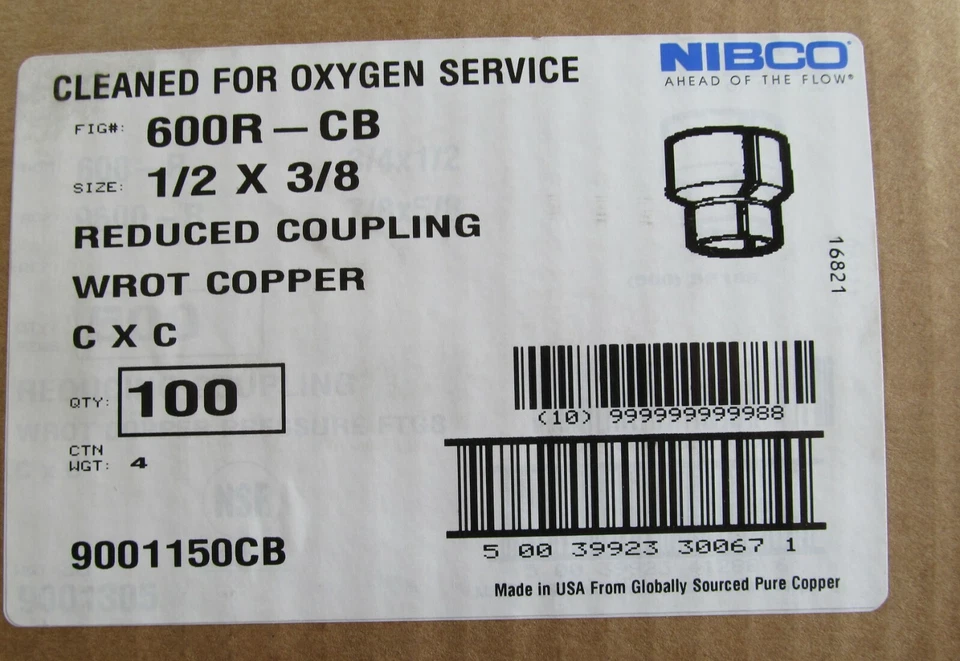 CLEANED FOR OXYGEN SERVICE
NIBCO®
AHEAD OF THE FLOW®
FIG#: 600R-CB
SIZE: 1/2 X 3/8
REDUCED COUPLING
WROT COPPER
C X C
QTY: 100
CTN
WGT: 4
9001150CB
16821
(10) 999999999988
5 00 39923 30067 1
Made in USA From Globally Sourced Pure Copper